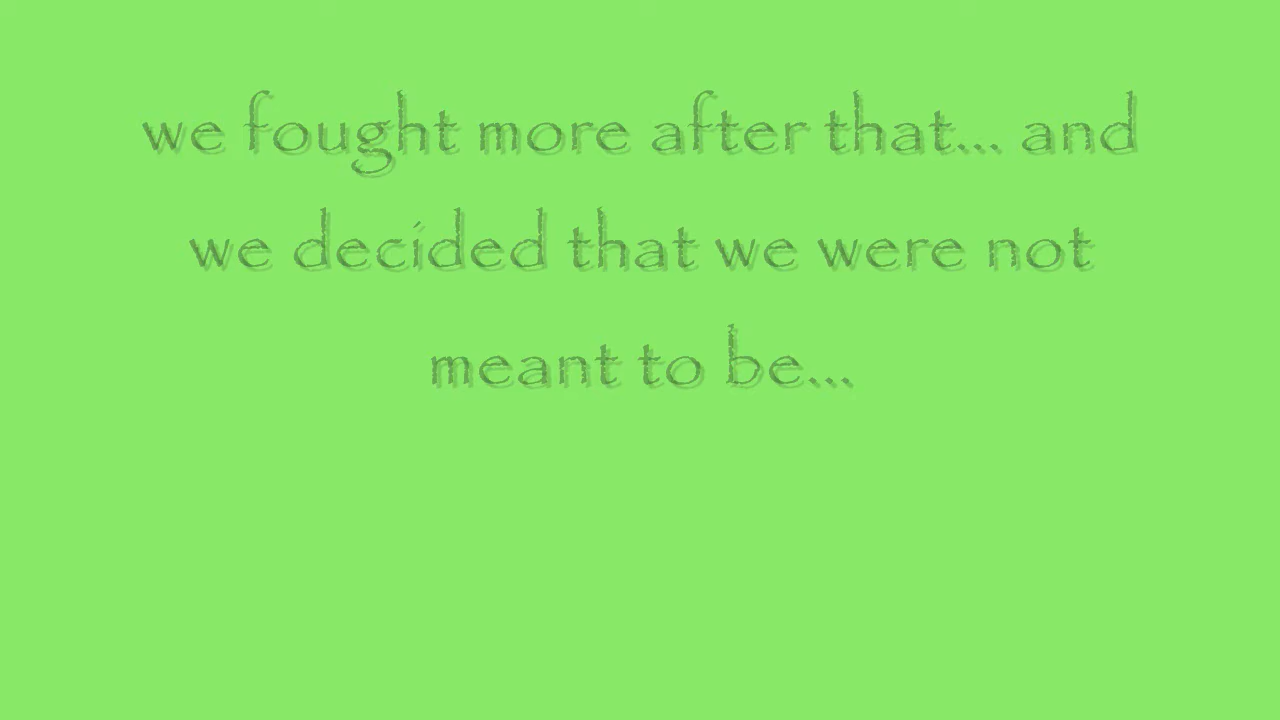 we fought more after that... and
we decided that we were not
meant to be...